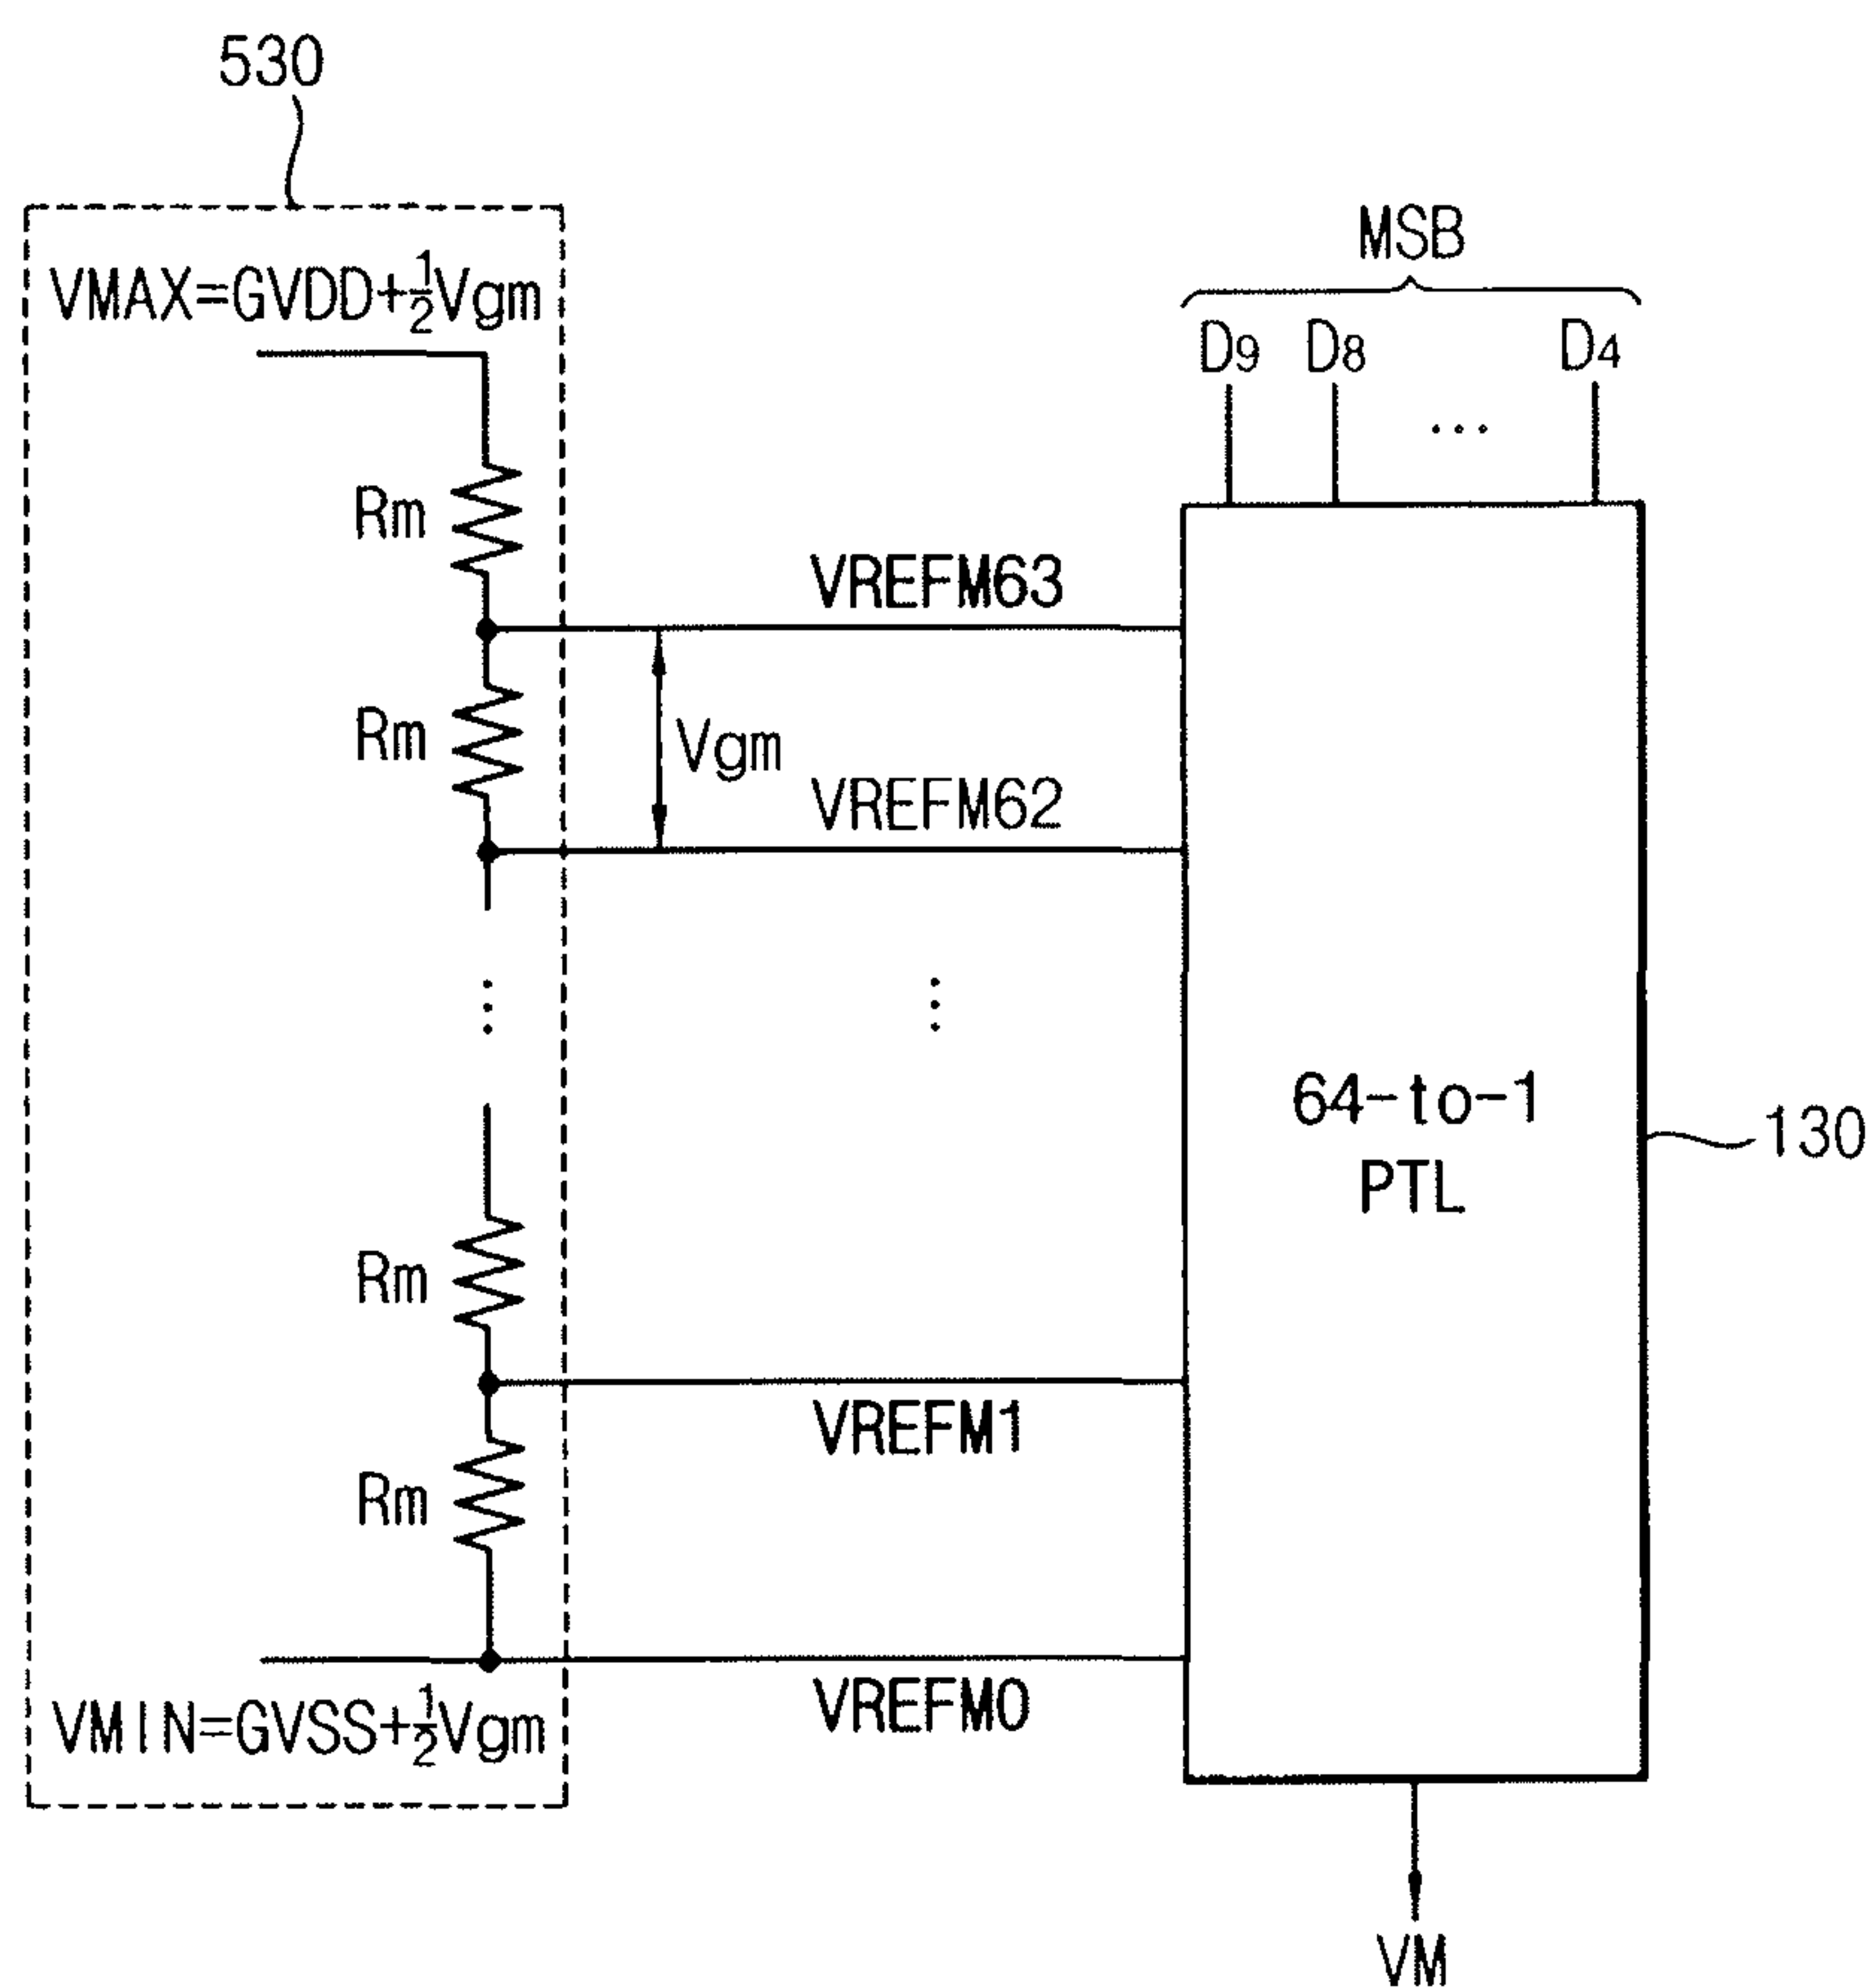 530
VMAX=GVDD+½Vgm
MSB
D9 D8 ... D4
Rm
VREFM63
Rm
Vgm
VREFM62
64-to-1
PTL
130
Rm
VREFM1
Rm
VREFM0
VMIN=GVSS+½Vgm
VM